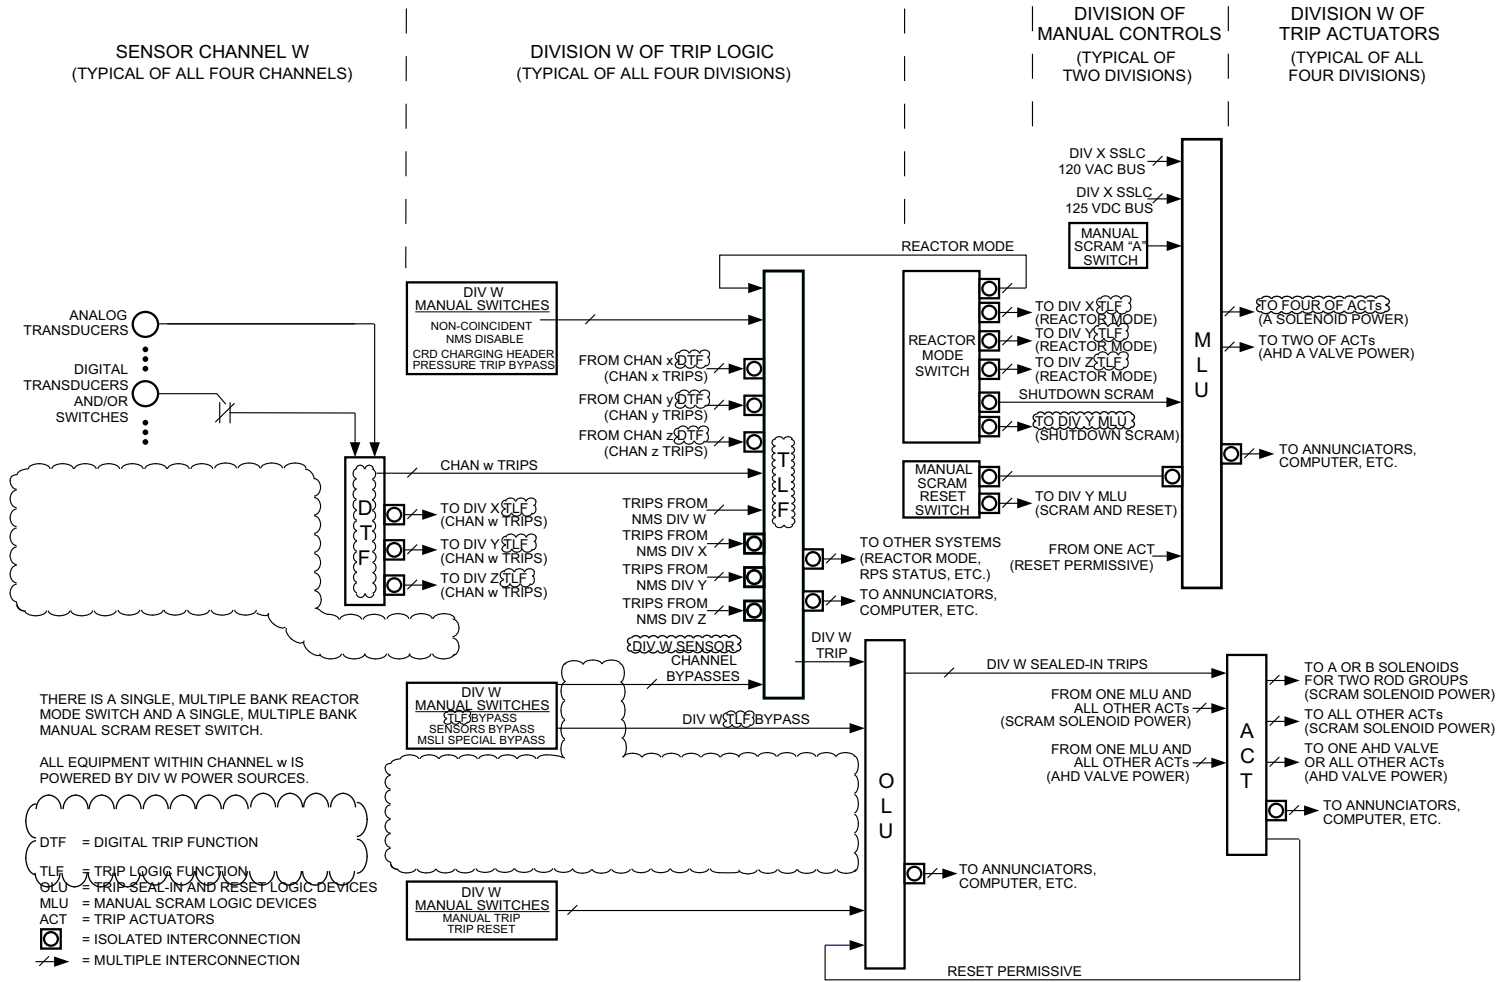 SENSOR CHANNEL W
(TYPICAL OF ALL FOUR CHANNELS)
DIVISION W OF TRIP LOGIC
(TYPICAL OF ALL FOUR DIVISIONS)
DIVISION OF
MANUAL CONTROLS
(TYPICAL OF
TWO DIVISIONS)
DIVISION W OF
TRIP ACTUATORS
(TYPICAL OF ALL
FOUR DIVISIONS)
DIV X SSLC
120 VAC BUS
DIV X SSLC
125 VDC BUS
MANUAL
SCRAM “A”
SWITCH
REACTOR MODE
ANALOG
TRANSDUCERS
DIGITAL
TRANSDUCERS
AND/OR
SWITCHES
DIV W
MANUAL SWITCHES
NON-COINCIDENT
NMS DISABLE
CRD CHARGING HEADER
PRESSURE TRIP BYPASS
FROM CHAN x DTF
(CHAN x TRIPS)
FROM CHAN y DTF
(CHAN y TRIPS)
FROM CHAN z DTF
(CHAN z TRIPS)
CHAN w TRIPS
DTF
TO DIV X TLF
(CHAN w TRIPS)
TO DIV Y TLF
(CHAN w TRIPS)
TO DIV Z TLF
(CHAN w TRIPS)
TRIPS FROM
NMS DIV W
TRIPS FROM
NMS DIV X
TRIPS FROM
NMS DIV Y
TRIPS FROM
NMS DIV Z
TLF
REACTOR
MODE
SWITCH
TO DIV X TLF
(REACTOR MODE)
TO DIV Y TLF
(REACTOR MODE)
TO DIV Z TLF
(REACTOR MODE)
SHUTDOWN SCRAM
TO DIV Y MLU
(SHUTDOWN SCRAM)
MANUAL
SCRAM
RESET
SWITCH
TO DIV Y MLU
(SCRAM AND RESET)
FROM ONE ACT
(RESET PERMISSIVE)
MLU
TO FOUR OF ACTs
(A SOLENOID POWER)
TO TWO OF ACTs
(AHD A VALVE POWER)
TO ANNUNCIATORS,
COMPUTER, ETC.
TO OTHER SYSTEMS
(REACTOR MODE,
RPS STATUS, ETC.)
TO ANNUNCIATORS,
COMPUTER, ETC.
DIV W SENSOR
CHANNEL
BYPASSES
DIV W
TRIP
DIV W
MANUAL SWITCHES
TLF BYPASS
SENSORS BYPASS
MSLI SPECIAL BYPASS
DIV W TLF BYPASS
OLU
DIV W SEALED-IN TRIPS
FROM ONE MLU AND
ALL OTHER ACTs
(SCRAM SOLENOID POWER)
FROM ONE MLU AND
ALL OTHER ACTs
(AHD VALVE POWER)
ACT
TO A OR B SOLENOIDS
FOR TWO ROD GROUPS
(SCRAM SOLENOID POWER)
TO ALL OTHER ACTs
(SCRAM SOLENOID POWER)
TO ONE AHD VALVE
OR ALL OTHER ACTs
(AHD VALVE POWER)
TO ANNUNCIATORS,
COMPUTER, ETC.
TO ANNUNCIATORS,
COMPUTER, ETC.
DIV W
MANUAL SWITCHES
MANUAL TRIP
TRIP RESET
RESET PERMISSIVE
THERE IS A SINGLE, MULTIPLE BANK REACTOR
MODE SWITCH AND A SINGLE, MULTIPLE BANK
MANUAL SCRAM RESET SWITCH.
ALL EQUIPMENT WITHIN CHANNEL w IS
POWERED BY DIV W POWER SOURCES.
DTF = DIGITAL TRIP FUNCTION
TLF = TRIP LOGIC FUNCTION
OLU = TRIP SEAL-IN AND RESET LOGIC DEVICES
MLU = MANUAL SCRAM LOGIC DEVICES
ACT = TRIP ACTUATORS
= ISOLATED INTERCONNECTION
= MULTIPLE INTERCONNECTION